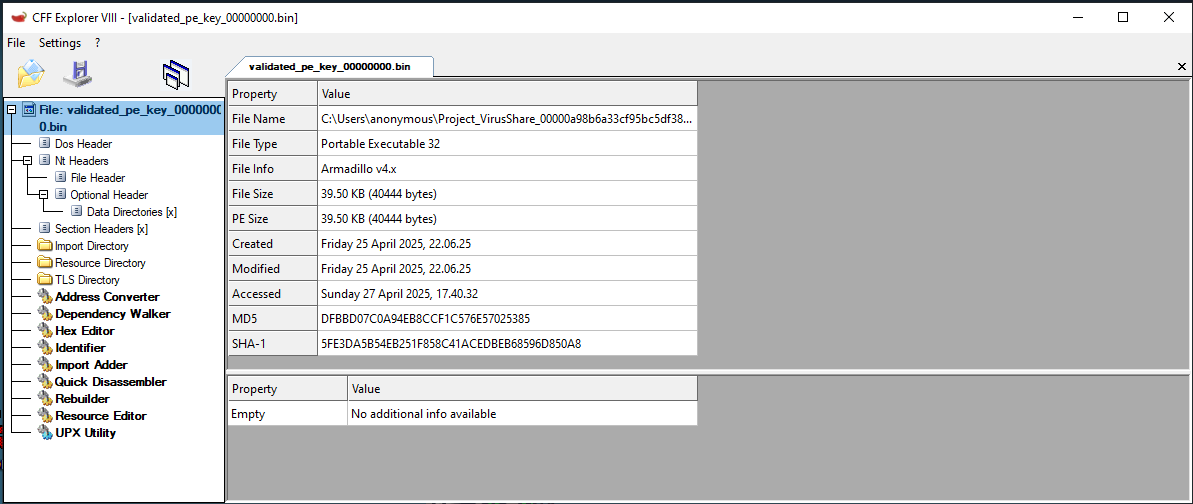 CFF Explorer VIII - [validated_pe_key_00000000.bin]
File Settings ?
validated_pe_key_00000000.bin
File: validated_pe_key_0000000
0.bin
Dos Header
Nt Headers
File Header
Optional Header
Data Directories [x]
Section Headers [x]
Import Directory
Resource Directory
TLS Directory
Address Converter
Dependency Walker
Hex Editor
Identifier
Import Adder
Quick Disassembler
Rebuilder
Resource Editor
UPX Utility
Property Value
File Name C:\Users\anonymous\Project_VirusShare_00000a98b6a33cf95bc5df38...
File Type Portable Executable 32
File Info Armadillo v4.x
File Size 39.50 KB (40444 bytes)
PE Size 39.50 KB (40444 bytes)
Created Friday 25 April 2025, 22.06.25
Modified Friday 25 April 2025, 22.06.25
Accessed Sunday 27 April 2025, 17.40.32
MD5 DFBBD07C0A94EB8CCF1C576E57025385
SHA-1 5FE3DA5B54EB251F858C41ACEDBEB68596D850A8
Property Value
Empty No additional info available